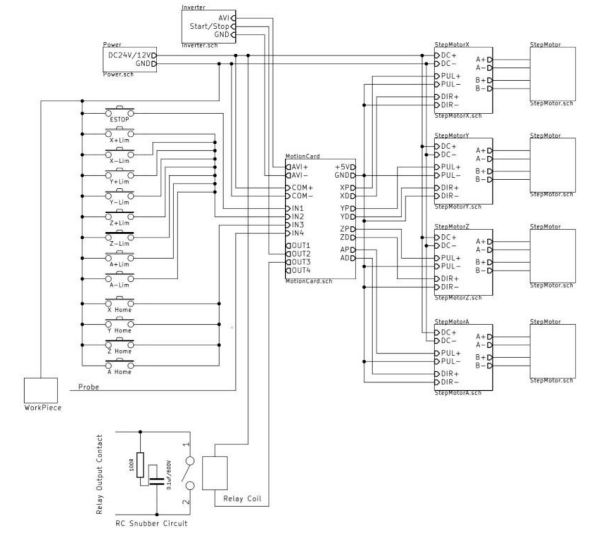 Inverter
AVI
Start/Stop
GND
Inverter.sch
Power
DC24V/12V
GND
Power.sch
ESTOP
X+Lim
X-Lim
Y+Lim
Y-Lim
Z+Lim
Z-Lim
A+Lim
A-Lim
X Home
Y Home
Z Home
A Home
Probe
WorkPiece
MotionCard
AVI+
AVI-
COM+
COM-
IN1
IN2
IN3
IN4
OUT1
OUT2
OUT3
OUT4
+5V
GND
XP
XD
YP
YD
ZP
ZD
AP
AD
MotionCard.sch
StepMotorX
DC+
DC-
PUL+
PUL-
DIR+
DIR-
A+
A-
B+
B-
StepMotorX.sch
StepMotor
StepMotor.sch
StepMotorY
DC+
DC-
PUL+
PUL-
DIR+
DIR-
A+
A-
B+
B-
StepMotorY.sch
StepMotor
StepMotor.sch
StepMotorZ
DC+
DC-
PUL+
PUL-
DIR+
DIR-
A+
A-
B+
B-
StepMotorZ.sch
StepMotor
StepMotor.sch
StepMotorA
DC+
DC-
PUL+
PUL-
DIR+
DIR-
A+
A-
B+
B-
StepMotorA.sch
StepMotor
StepMotor.sch
Relay Output Contact
0.1uf/600V
1
2
Relay Coil
RC Snubber Circuit